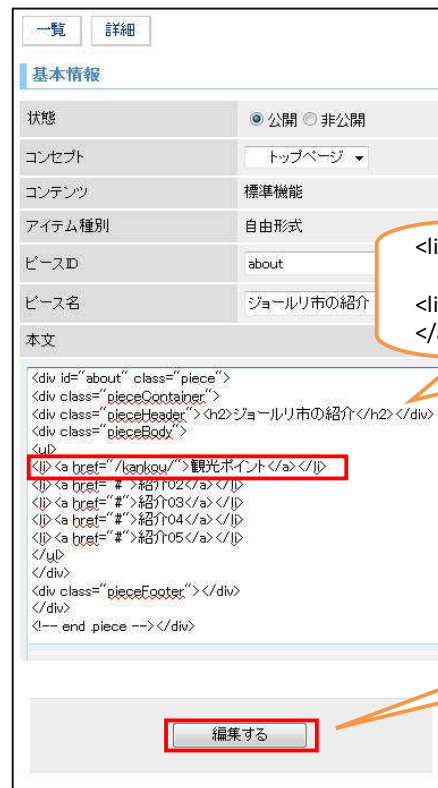 一覧 詳細
基本情報
状態 公開 非公開
コンセプト トップページ
コンテンツ 標準機能
アイテム種別 自由形式
ピースID about
ピース名 ジョールリ市の紹介
<li
<li
</a
本文
<div id="about" class="piece">
<div class="pieceContainer">
<div class="pieceHeader"><h2>ジョールリ市の紹介</h2></div>
<div class="pieceBody">
<ul>
<li><a href="/kankou/">観光ポイント</a></li>
<li><a href="#">紹介02</a></li>
<li><a href="#">紹介03</a></li>
<li><a href="#">紹介04</a></li>
<li><a href="#">紹介05</a></li>
</ul>
</div>
<div class="pieceFooter"></div>
</div>
<!-- end .piece --></div>
編集する